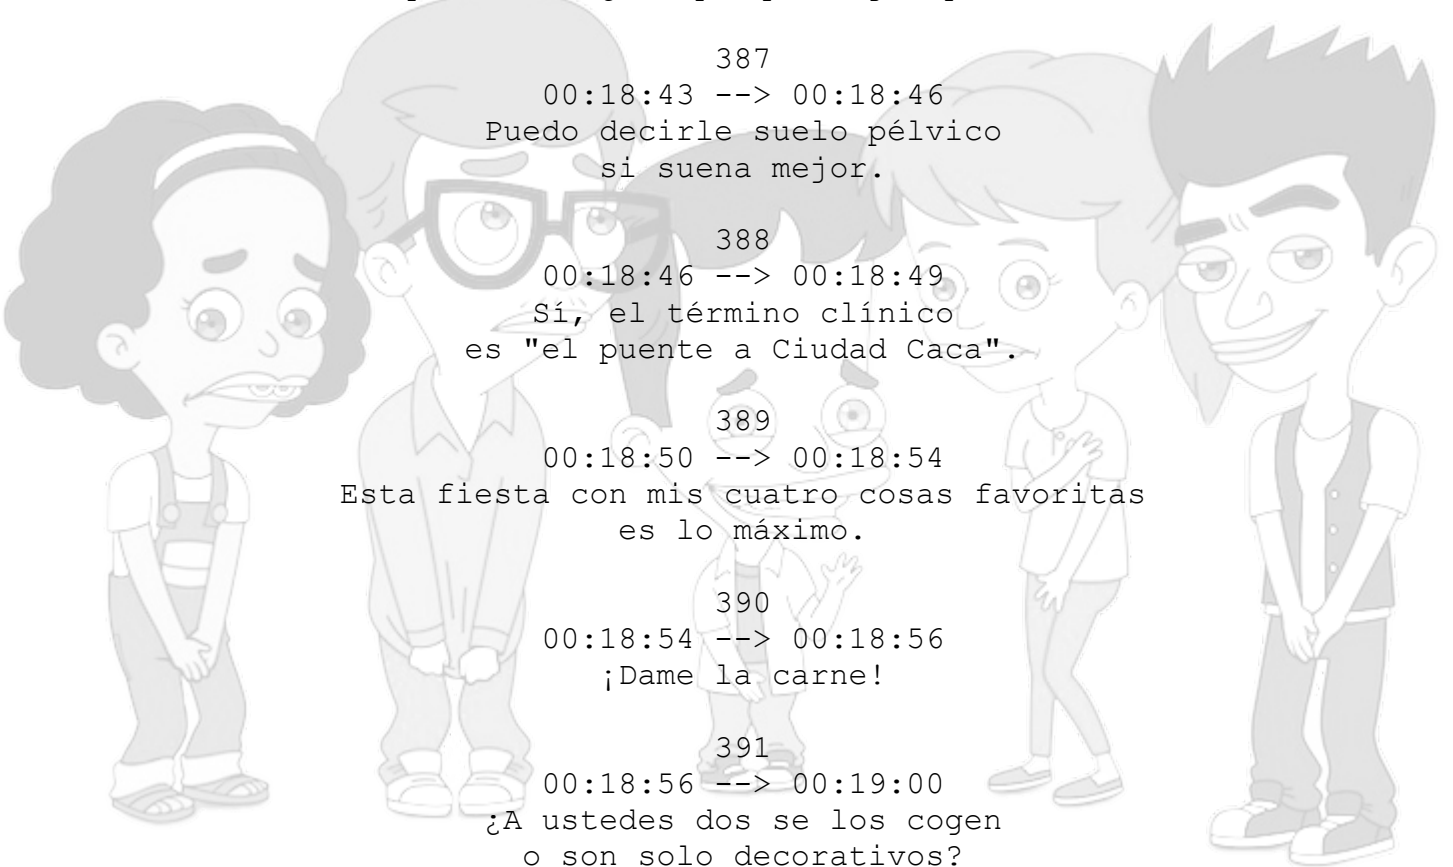 387
00:18:43 --> 00:18:46
Puedo decirle suelo pélvico
si suena mejor.
388
00:18:46 --> 00:18:49
Sí, el término clínico
es "el puente a Ciudad Caca".
389
00:18:50 --> 00:18:54
Esta fiesta con mis cuatro cosas favoritas
es lo máximo.
390
00:18:54 --> 00:18:56
¡Dame la carne!
391
00:18:56 --> 00:19:00
¿A ustedes dos se los cogen
o son solo decorativos?